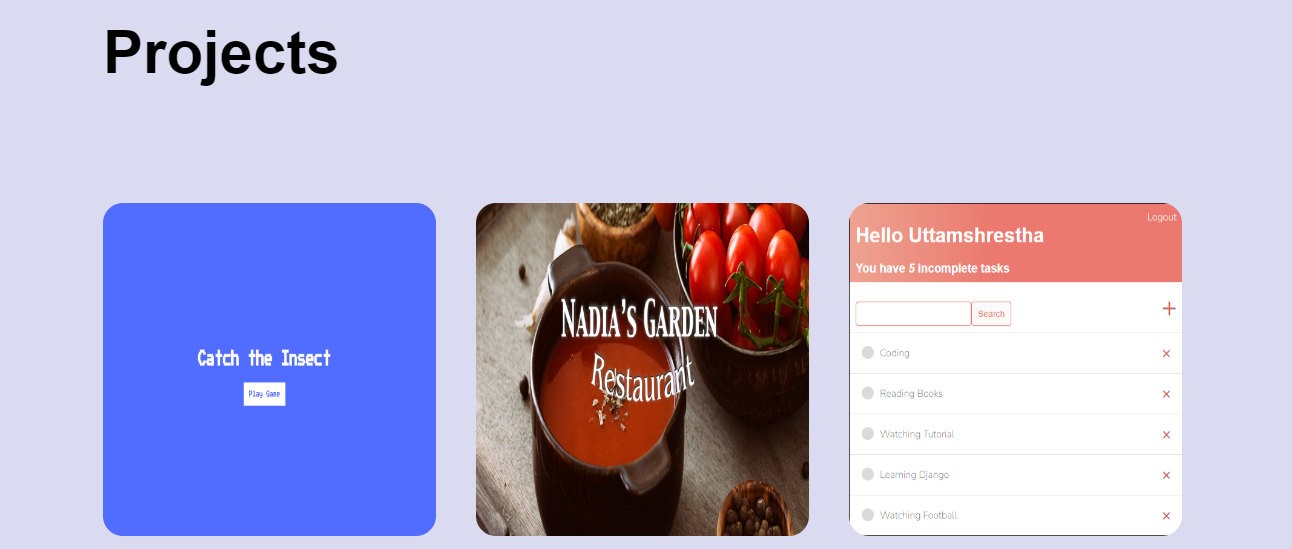 Projects
Catch the Insect
Play Game
NADIA'S GARDEN
Restaurant
Logout
Hello Uttamshrestha
You have 5 incomplete tasks
Search
Coding
Reading Books
Watching Tutorial
Learning Django
Watching Football